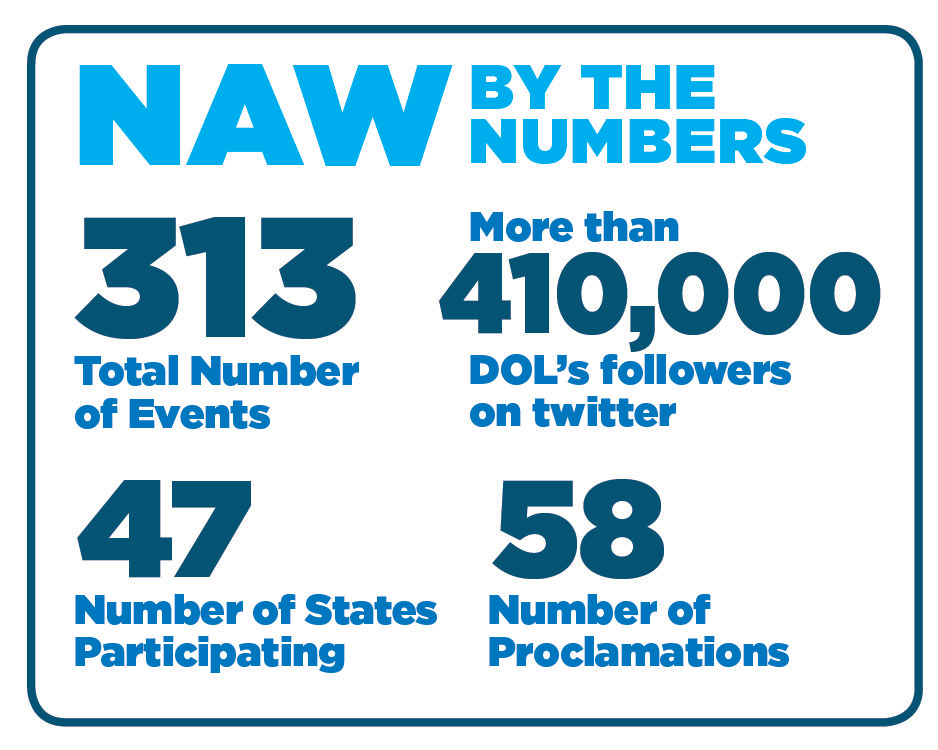 NAW BY THE
NUMBERS
313
Total Number
of Events
More than
410,000
DOL's followers
on twitter
47
Number of States
Participating
58
Number of
Proclamations